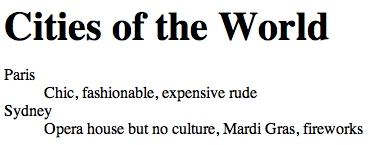 Cities of the World
Paris
Chic, fashionable, expensive rude
Sydney
Opera house but no culture, Mardi Gras, fireworks